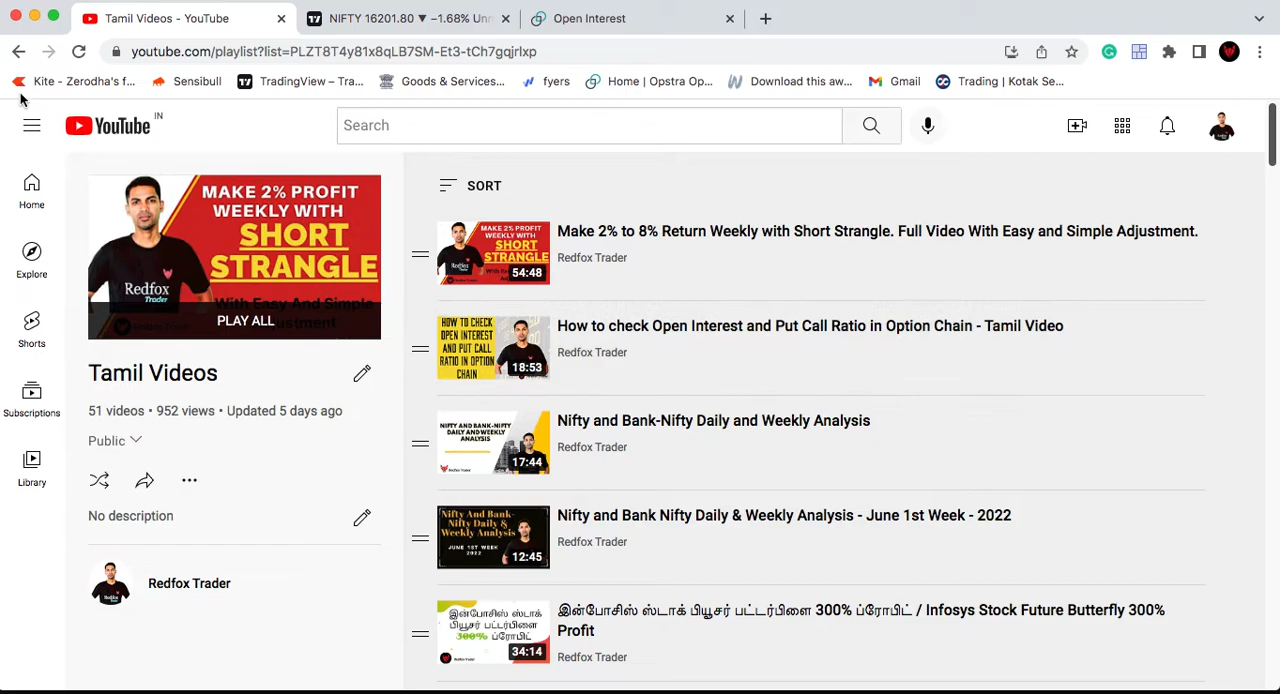 Tamil Videos - YouTube
NIFTY 16201.80 ▼ −1.68% Unn
Open Interest
youtube.com/playlist?list=PLZT8T4y81x8qLB7SM-Et3-tCh7gqjrlxp
Kite - Zerodha's f...
Sensibull
TradingView – Tra...
Goods & Services...
fyers
Home | Opstra Op...
Download this aw...
Gmail
Trading | Kotak Se...
YouTube IN
Search
Home
Explore
Shorts
Subscriptions
Library
MAKE 2% PROFIT
WEEKLY WITH
SHORT
STRANGLE
With Easy And Simple
Adjustment
Redfox
Trader
PLAY ALL
Tamil Videos
51 videos • 952 views • Updated 5 days ago
Public
No description
Redfox Trader
SORT
MAKE 2% PROFIT
WEEKLY WITH
SHORT
STRANGLE
54:48
Make 2% to 8% Return Weekly with Short Strangle. Full Video With Easy and Simple Adjustment.
Redfox Trader
HOW TO CHECK
OPEN INTEREST
AND PUT CALL
RATIO IN OPTION
CHAIN
18:53
How to check Open Interest and Put Call Ratio in Option Chain - Tamil Video
Redfox Trader
NIFTY AND BANK-NIFTY
DAILY AND WEEKLY
ANALYSIS
17:44
Nifty and Bank-Nifty Daily and Weekly Analysis
Redfox Trader
Nifty And Bank-
Nifty Daily &
Weekly Analysis
JUNE 1ST WEEK
2022
12:45
Nifty and Bank Nifty Daily & Weekly Analysis - June 1st Week - 2022
Redfox Trader
இன்போசிஸ் ஸ்டாக்
பியூசர் பட்டர்பிளை
300% ப்ரோபிட்
34:14
இன்போசிஸ் ஸ்டாக் பியூசர் பட்டர்பிளை 300% ப்ரோபிட் / Infosys Stock Future Butterfly 300%
Profit
Redfox Trader